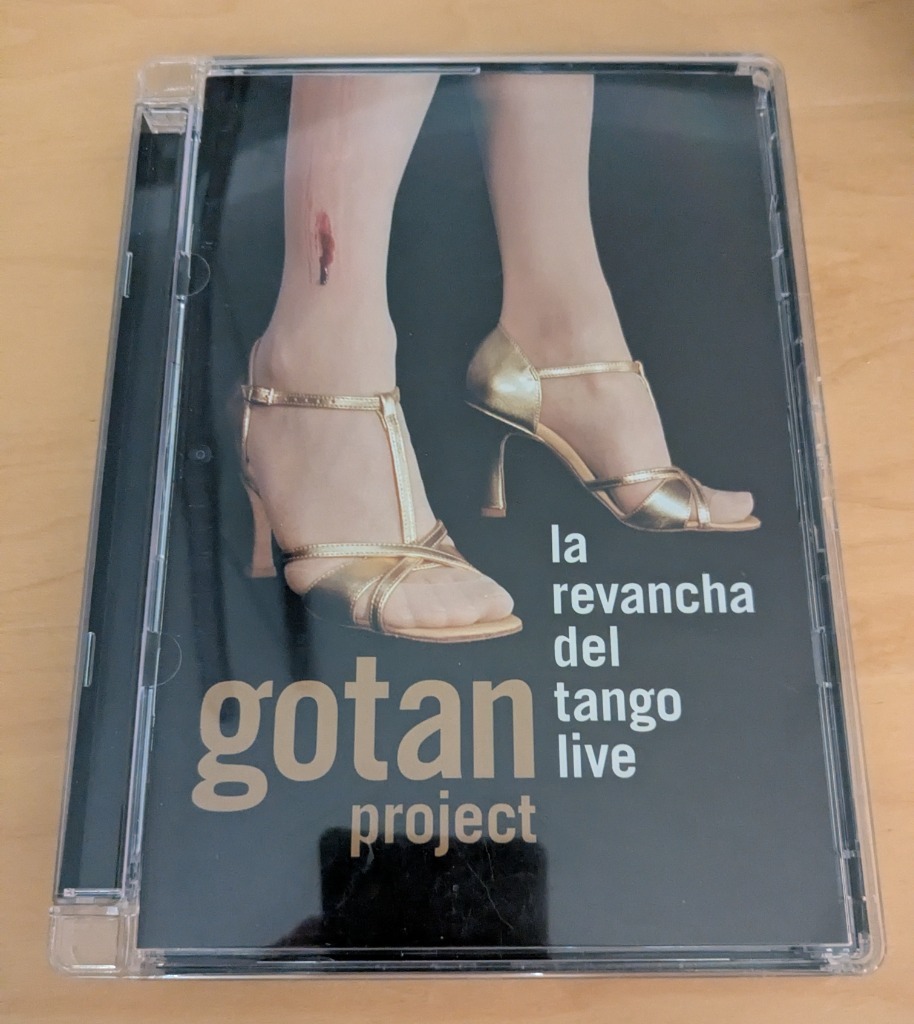 la
revancha
del
tango
live
gotan
project